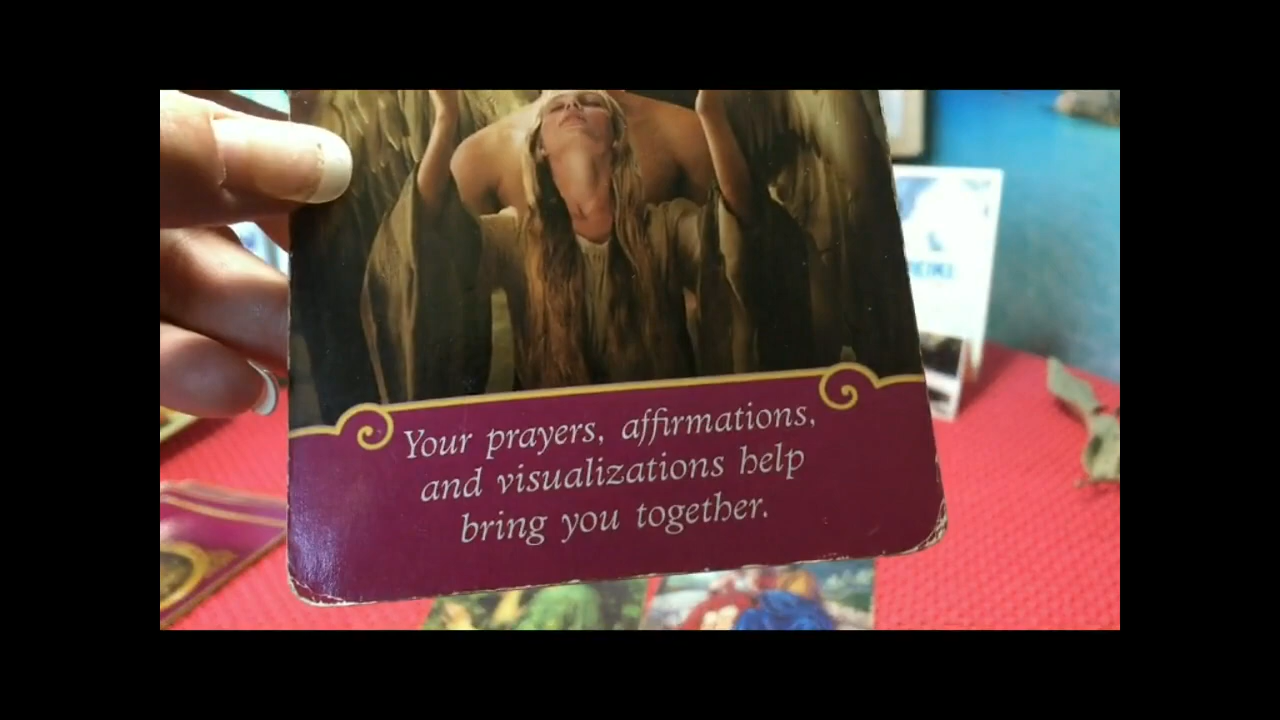 Your prayers, affirmations,
and visualizations help
bring you together.